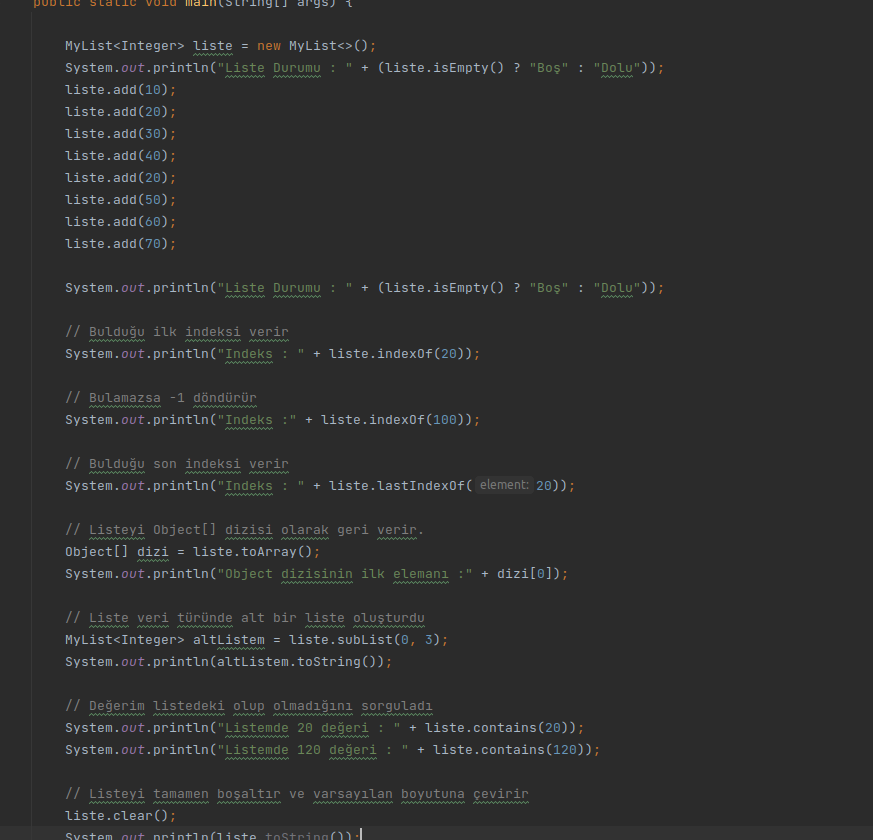 public static void main(String[] args) {
MyList<Integer> liste = new MyList<>();
System.out.println("Liste Durumu : " + (liste.isEmpty() ? "Boş" : "Dolu"));
liste.add(10);
liste.add(20);
liste.add(30);
liste.add(40);
liste.add(20);
liste.add(50);
liste.add(60);
liste.add(70);
System.out.println("Liste Durumu : " + (liste.isEmpty() ? "Boş" : "Dolu"));
// Bulduğu ilk indeksi verir
System.out.println("Indeks : " + liste.indexOf(20));
// Bulamazsa -1 döndürür
System.out.println("Indeks :" + liste.indexOf(100));
// Bulduğu son indeksi verir
System.out.println("Indeks : " + liste.lastIndexOf( element: 20));
// Listeyi Object[] dizisi olarak geri verir.
Object[] dizi = liste.toArray();
System.out.println("Object dizisinin ilk elemanı :" + dizi[0]);
// Liste veri türünde alt bir liste oluşturdu
MyList<Integer> altListem = liste.subList(0, 3);
System.out.println(altListem.toString());
// Değerim listedeki olup olmadığını sorguladı
System.out.println("Listemde 20 değeri : " + liste.contains(20));
System.out.println("Listemde 120 değeri : " + liste.contains(120));
// Listeyi tamamen boşaltır ve varsayılan boyutuna çevirir
liste.clear();
System.out.println(liste.toString());